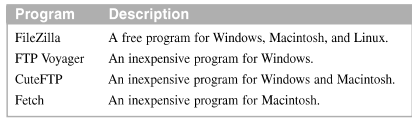 Program Description
FileZilla A free program for Windows, Macintosh, and Linux.
FTP Voyager An inexpensive program for Windows.
CuteFTP An inexpensive program for Windows and Macintosh.
Fetch An inexpensive program for Macintosh.